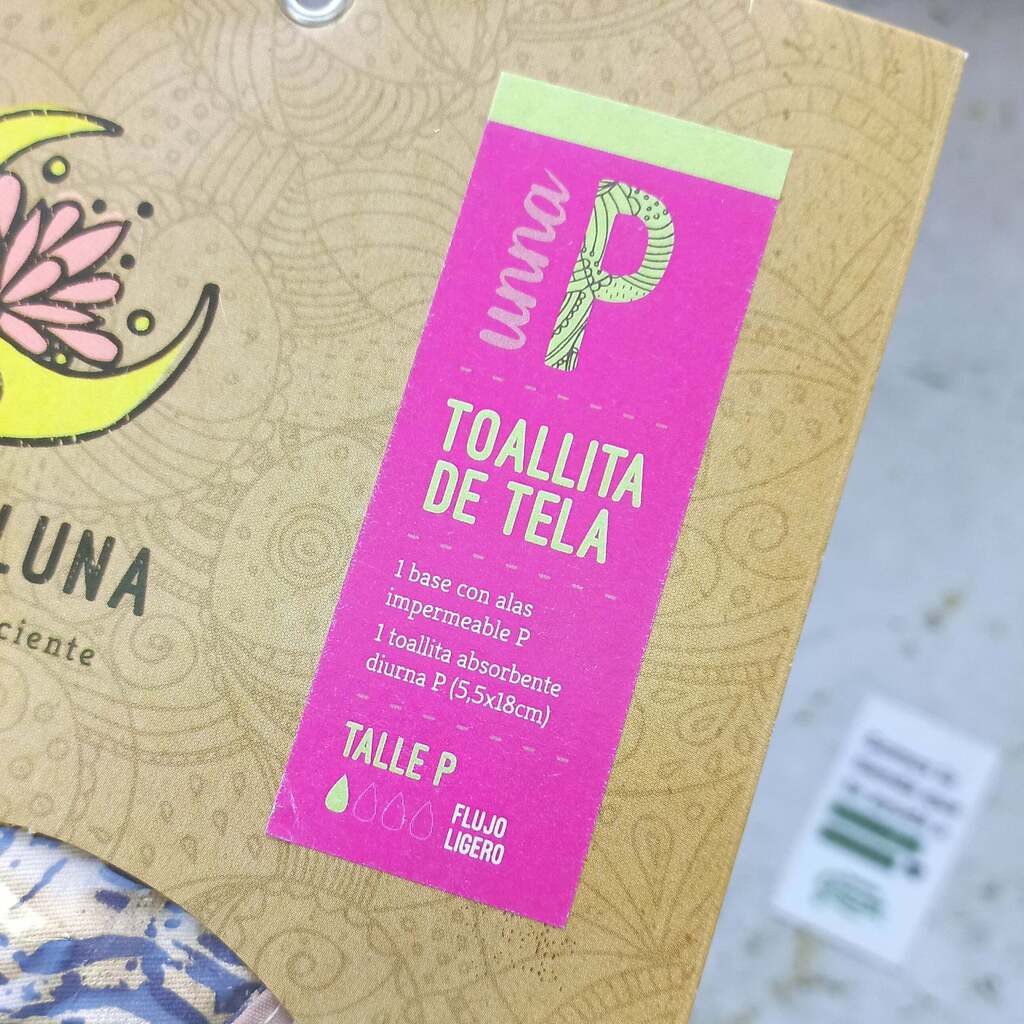 LUNA
ciente
unna P
TOALLITA
DE TELA
1 base con alas
impermeable P
1 toallita absorbente
diurna P (5,5x18cm)
TALLE P
FLUJO
LIGERO